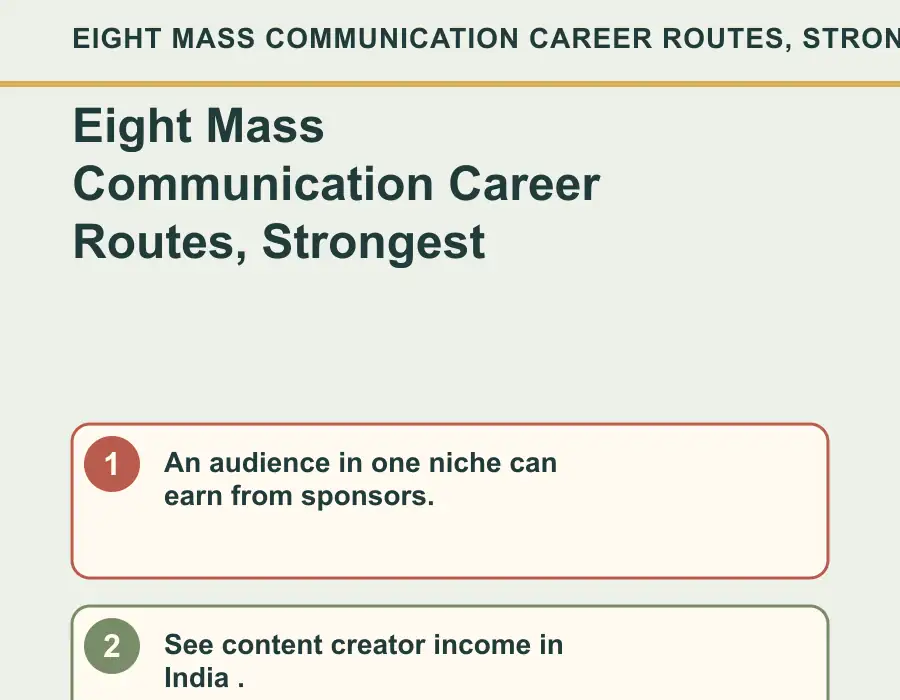 EIGHT MASS COMMUNICATION CAREER ROUTES, STRON
Eight Mass
Communication Career
Routes, Strongest
1
An audience in one niche can
earn from sponsors.
2
See content creator income in
India .